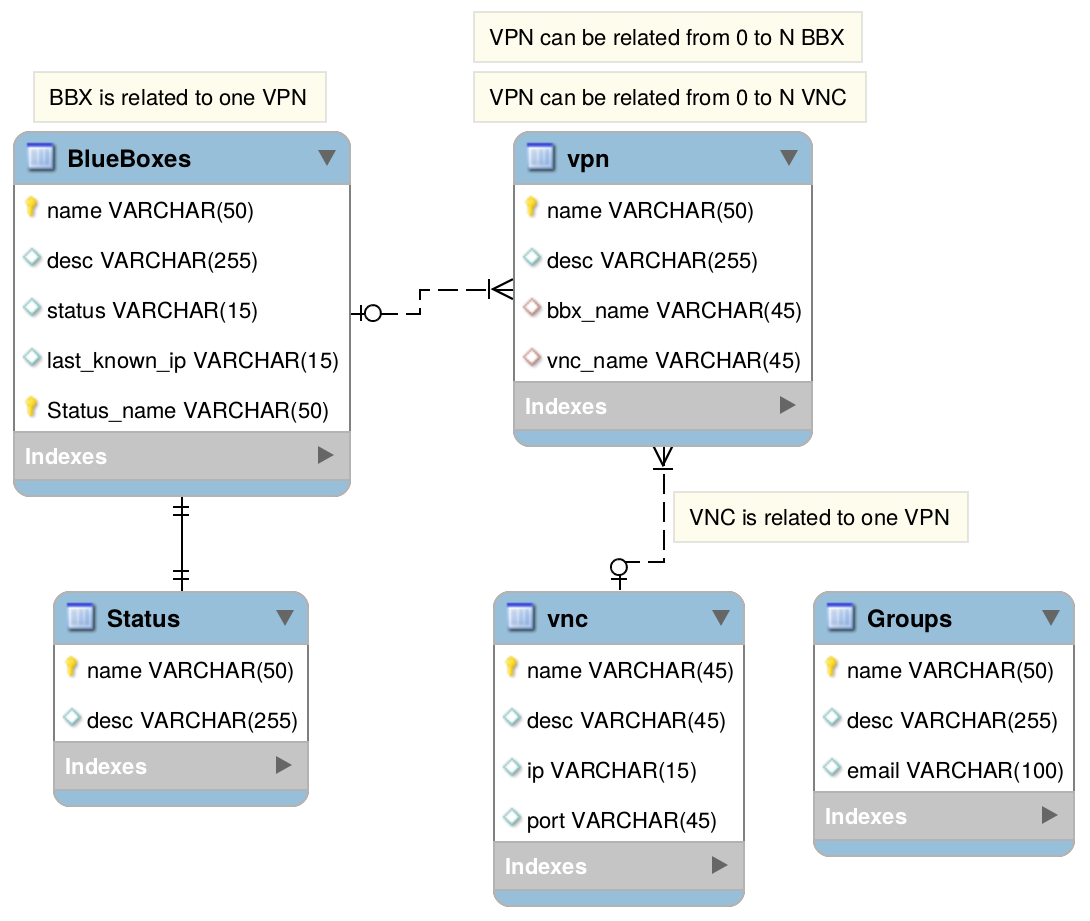 VPN can be related from 0 to N BBX
BBX is related to one VPN
VPN can be related from 0 to N VNC
BlueBoxes
name VARCHAR(50)
desc VARCHAR(255)
status VARCHAR(15)
last_known_ip VARCHAR(15)
Status_name VARCHAR(50)
Indexes
vpn
name VARCHAR(50)
desc VARCHAR(255)
bbx_name VARCHAR(45)
vnc_name VARCHAR(45)
Indexes
VNC is related to one VPN
Status
name VARCHAR(50)
desc VARCHAR(255)
Indexes
vnc
name VARCHAR(45)
desc VARCHAR(45)
ip VARCHAR(15)
port VARCHAR(45)
Indexes
Groups
name VARCHAR(50)
desc VARCHAR(255)
email VARCHAR(100)
Indexes